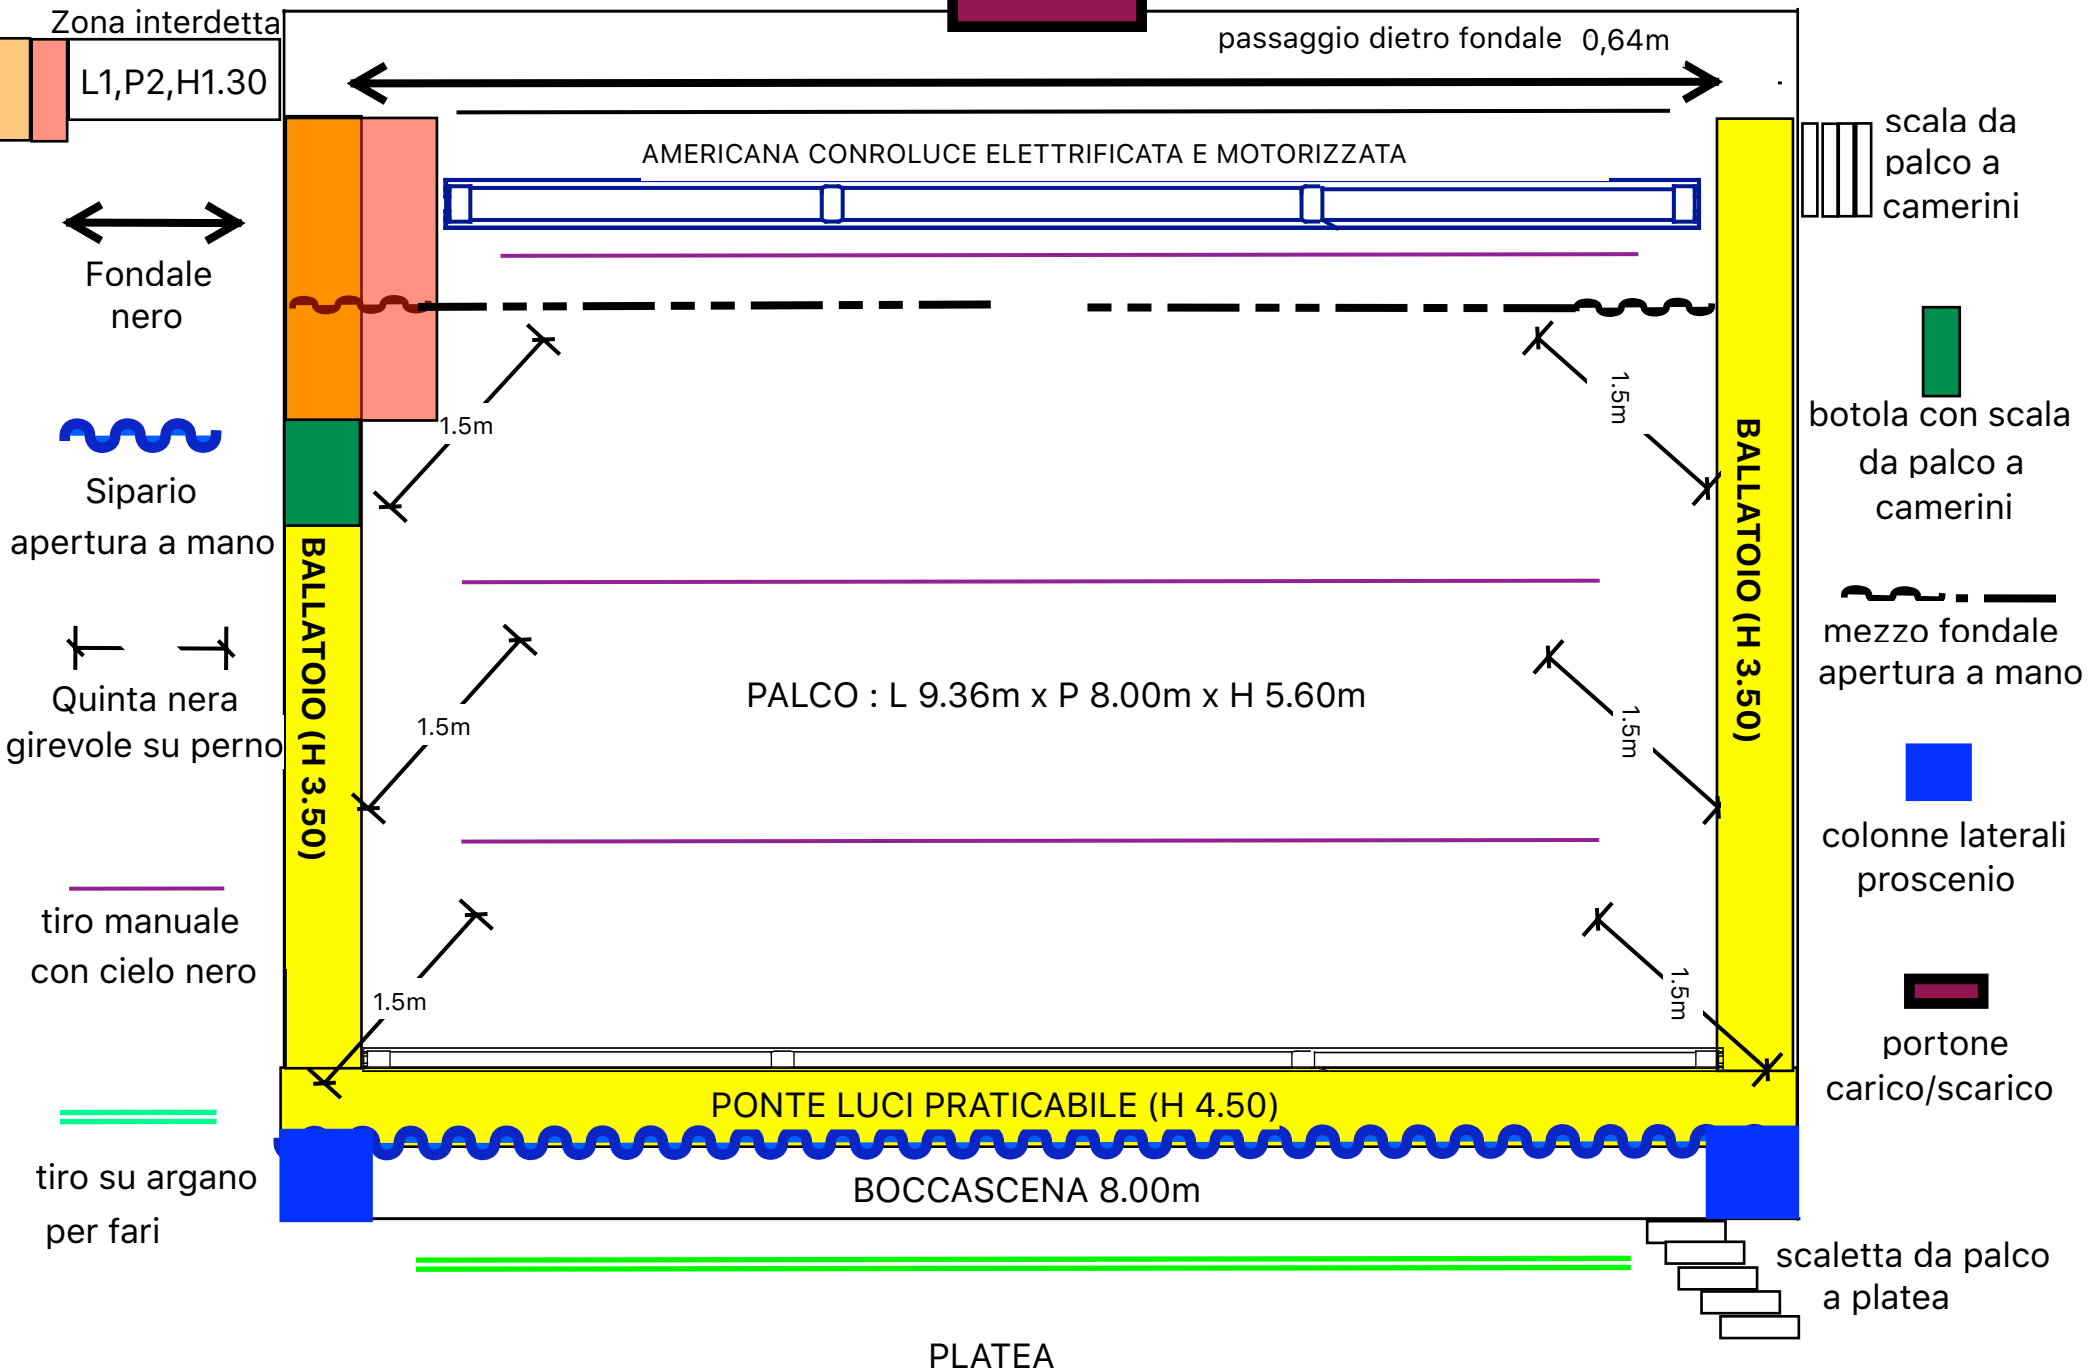 Zona interdetta
L1,P2,H1.30
passaggio dietro fondale 0,64m
AMERICANA CONROLUCE ELETTRIFICATA E MOTORIZZATA
scala da
palco a
camerini
Fondale
nero
Sipario
apertura a mano
Quinta nera
girevole su perno
tiro manuale
con cielo nero
tiro su argano
per fari
1.5m
1.5m
1.5m
1.5m
1.5m
1.5m
BALLATOIO (H 3.50)
BALLATOIO (H 3.50)
PALCO : L 9.36m x P 8.00m x H 5.60m
PONTE LUCI PRATICABILE (H 4.50)
BOCCASCENA 8.00m
botola con scala
da palco a
camerini
mezzo fondale
apertura a mano
colonne laterali
proscenio
portone
carico/scarico
scaletta da palco
a platea
PLATEA